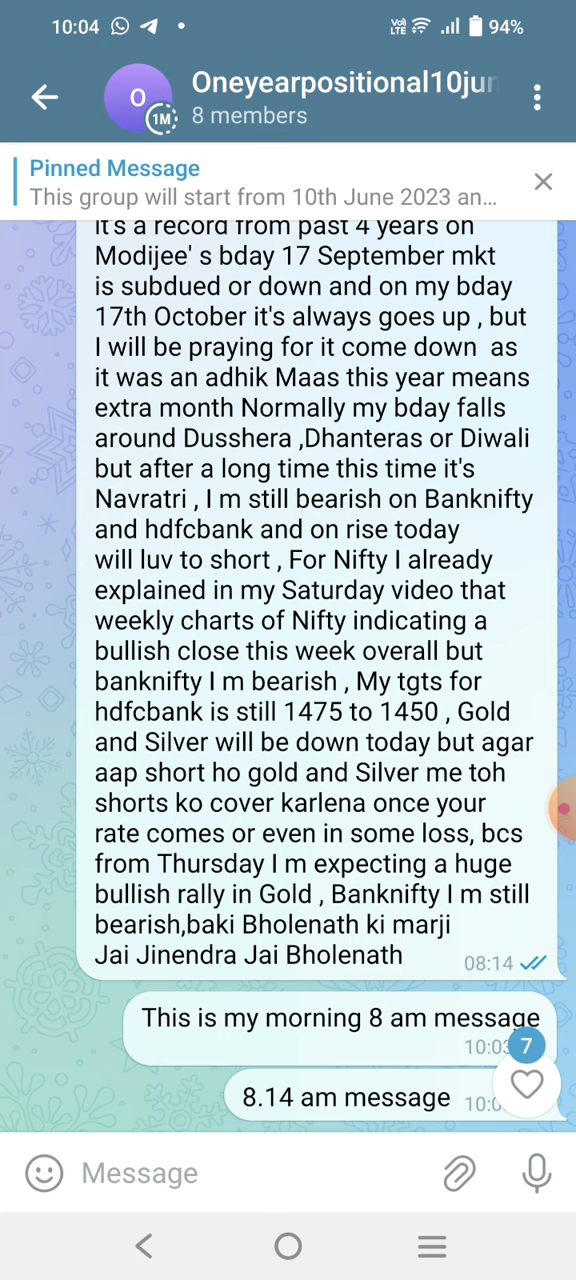 10:04
Vo) LTE
94%
O
1M
Oneyearpositional10jun
8 members
Pinned Message
This group will start from 10th June 2023 an...
it's a record from past 4 years on
Modijee' s bday 17 September mkt
is subdued or down and on my bday
17th October it's always goes up , but
I will be praying for it come down as
it was an adhik Maas this year means
extra month Normally my bday falls
around Dusshera ,Dhanteras or Diwali
but after a long time this time it's
Navratri , I m still bearish on Banknifty
and hdfcbank and on rise today
will luv to short , For Nifty I already
explained in my Saturday video that
weekly charts of Nifty indicating a
bullish close this week overall but
banknifty I m bearish , My tgts for
hdfcbank is still 1475 to 1450 , Gold
and Silver will be down today but agar
aap short ho gold and Silver me toh
shorts ko cover karlena once your
rate comes or even in some loss, bcs
from Thursday I m expecting a huge
bullish rally in Gold , Banknifty I m still
bearish,baki Bholenath ki marji
Jai Jinendra Jai Bholenath
08:14
This is my morning 8 am message
10:03
7
8.14 am message
10:0
Message